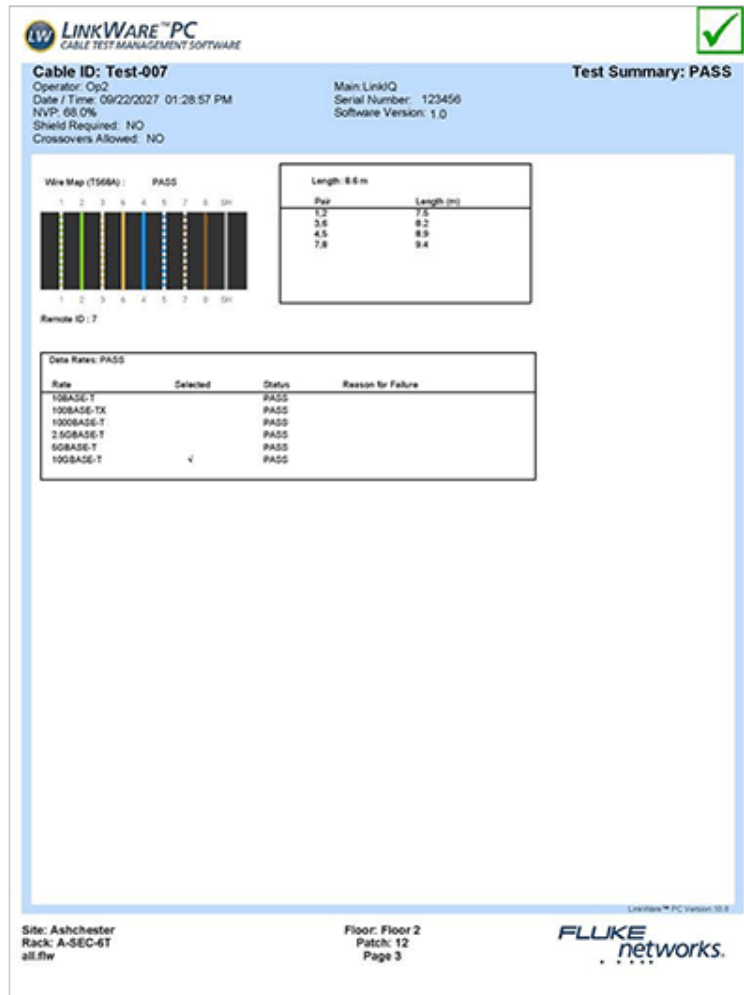 LW LINKWARE™PC
CABLE TEST MANAGEMENT SOFTWARE
Cable ID: Test-007
Test Summary: PASS
Operator: Op2
Date / Time: 09/22/2027 01:28:57 PM
NVP: 68.0%
Shield Required: NO
Crossovers Allowed: NO
Main:LinkIQ
Serial Number: 123456
Software Version: 1.0
Wire Map (T568A) : PASS
1 2 3 6 4 5 7 8 SH
1 2 3 6 4 5 7 8 SH
Remote ID : 7
Length: 8.6 m
Pair Length (m)
1,2 7.5
3,6 8.2
4,5 8.9
7,8 9.4
Data Rates: PASS
Rate Selected Status Reason for Failure
10BASE-T PASS
100BASE-TX PASS
1000BASE-T PASS
2.5GBASE-T PASS
5GBASE-T PASS
10GBASE-T √ PASS
LinkWare™ PC Version 10.8
Site: Ashchester
Rack: A-SEC-6T
all.flw
Floor: Floor 2
Patch: 12
Page 3
FLUKE
networks.